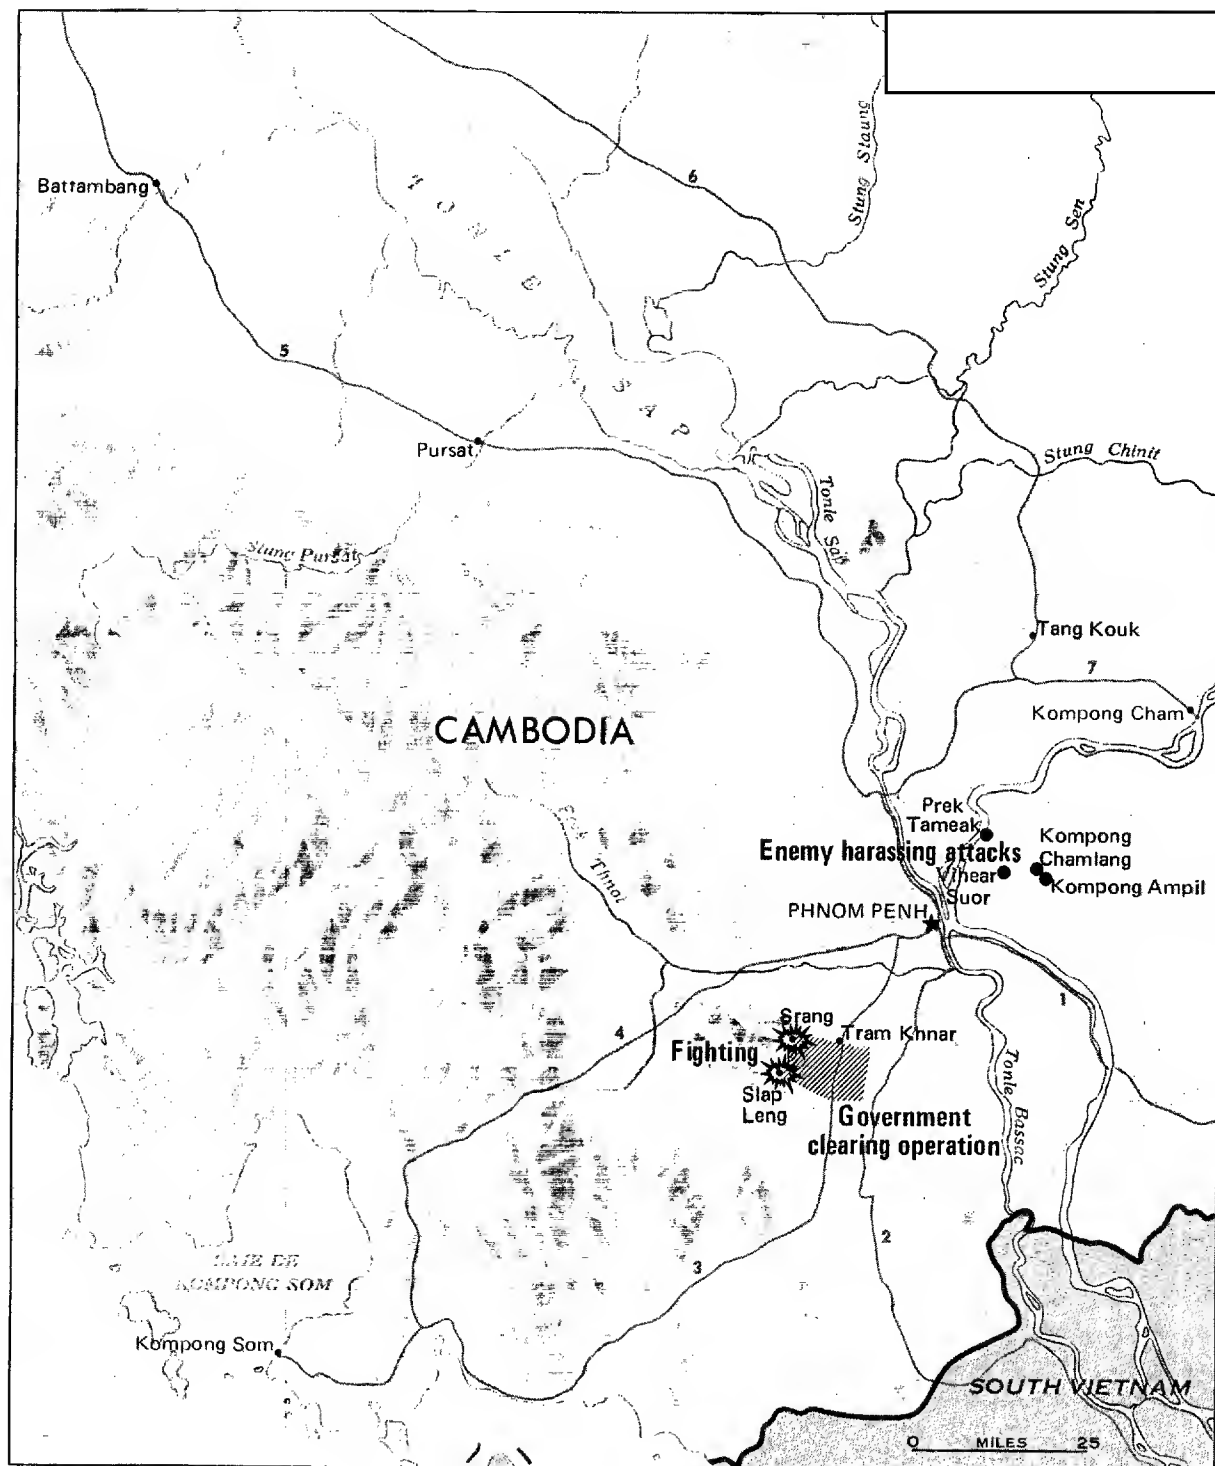 Stung Staung
6
Stung Sen
Battambang
TONLE
SAP
5
Pursat
Stung Chinit
Tonle Sab
Stung Pursat
Tang Kouk
7
Kompong Cham
CAMBODIA
Prek
Tameak
Kompong
Chamlang
Enemy harassing attacks
Vihear
Suor
Kompong Ampil
Thnot
PHNOM PENH
1
4
Srang
Tram Khnar
Fighting
Slap
Leng
Tonle Bassac
Government
clearing operation
2
3
BAIE DE
KOMPONG SOM
Kompong Som
SOUTH VIETNAM
0 MILES 25